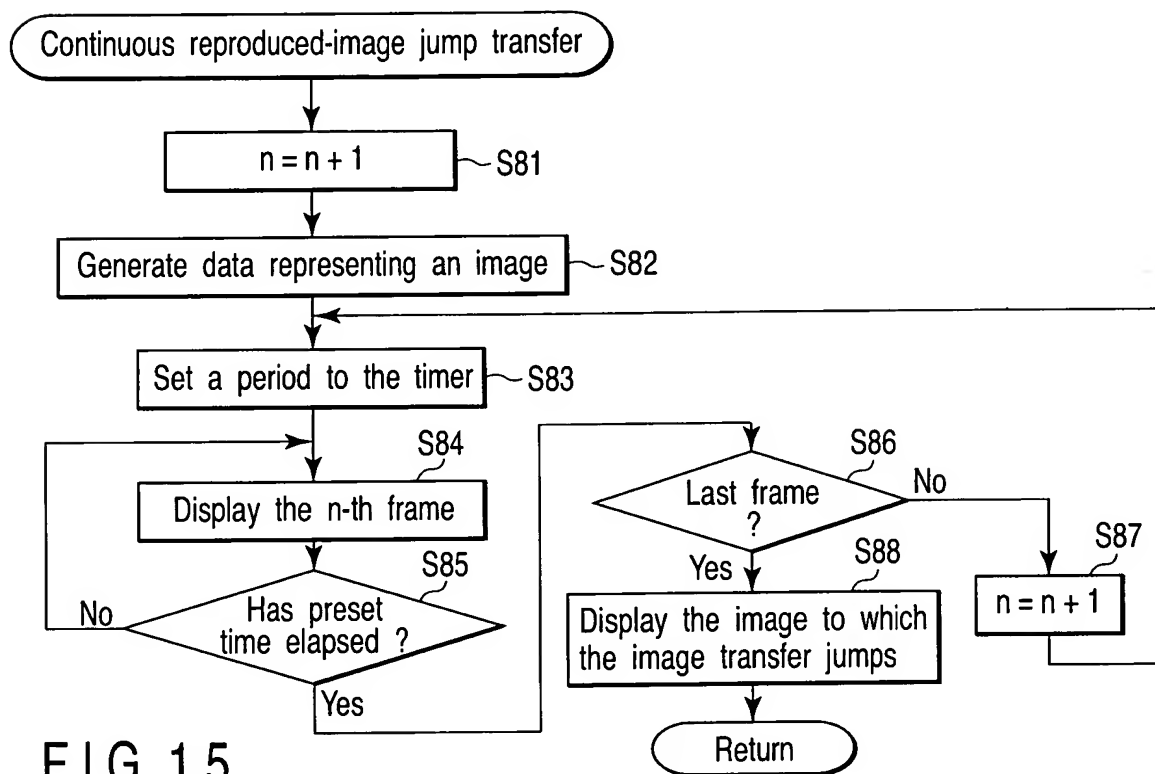 Continuous reproduced-image jump transfer
n = n + 1
S81
Generate data representing an image
S82
Set a period to the timer
S83
S84
Display the n-th frame
S85
Has preset
time elapsed ?
No
Yes
S86
Last frame
?
No
Yes
S87
n = n + 1
S88
Display the image to which
the image transfer jumps
Return
FIG. 15